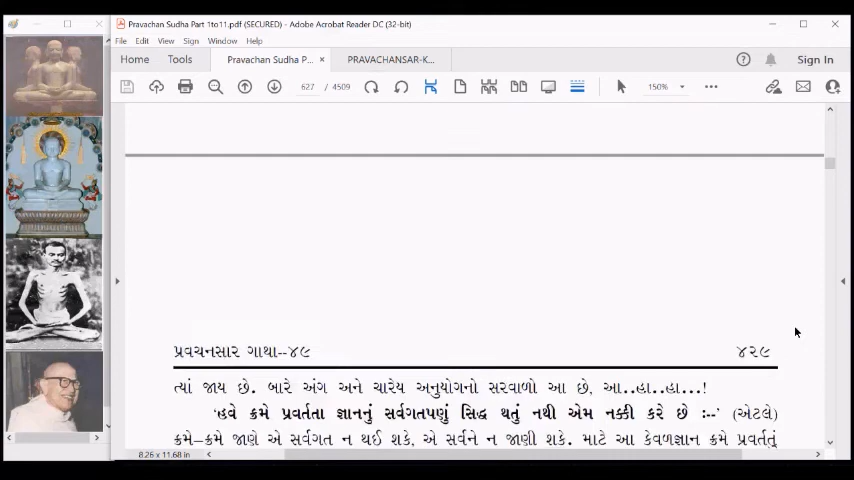 Pravachan Sudha Part 1to11.pdf (SECURED) - Adobe Acrobat Reader DC (32-bit)
File Edit View Sign Window Help
Home Tools Pravachan Sudha P... × PRAVACHANSAR-K... Sign In
627 / 4509 150%
પ્રવચનસાર ગાથા--૪૯ ૪૨૯
ત્યાં જાય છે. બારે અંગ અને ચારેય અનુયોગનો સરવાળો આ છે, આ..હા..હા...!
'હવે ક્રમે પ્રવર્તતા જ્ઞાનનું સર્વગતપણું સિદ્ધ થતું નથી એમ નક્કી કરે છે :--' (એટલે)
ક્રમે-ક્રમે જાણે એ સર્વગત ન થઈ શકે, એ સર્વને ન જાણી શકે. માટે આ કેવળજ્ઞાન ક્રમે પ્રવર્તતું
8.26 x 11.68 in